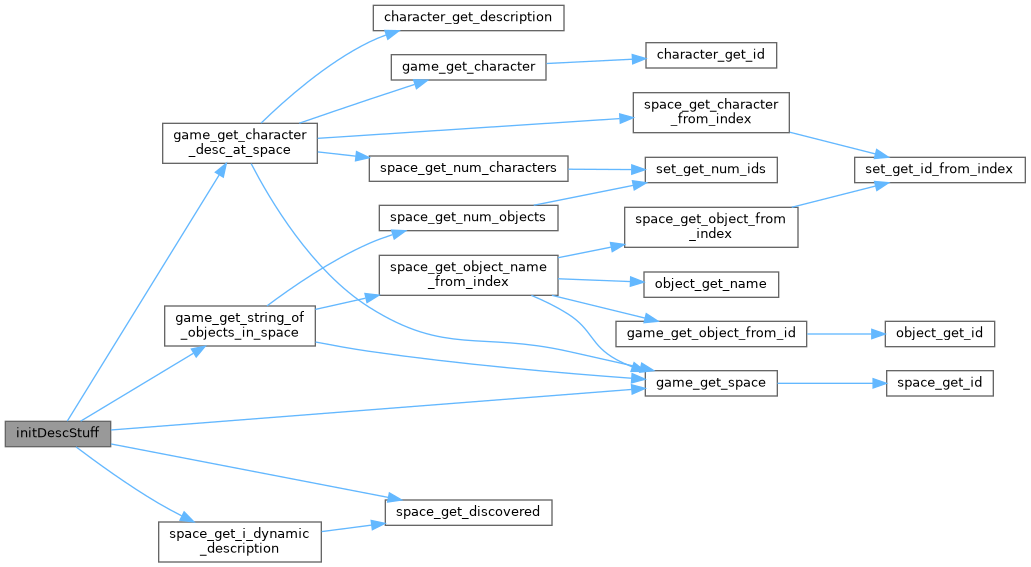 character_get_description
game_get_character
character_get_id
space_get_character
_from_index
game_get_character
_desc_at_space
space_get_num_characters
set_get_num_ids
set_get_id_from_index
space_get_num_objects
space_get_object_from
_index
space_get_object_name
_from_index
object_get_name
game_get_string_of
_objects_in_space
game_get_object_from_id
object_get_id
game_get_space
space_get_id
initDescStuff
space_get_discovered
space_get_i_dynamic
_description